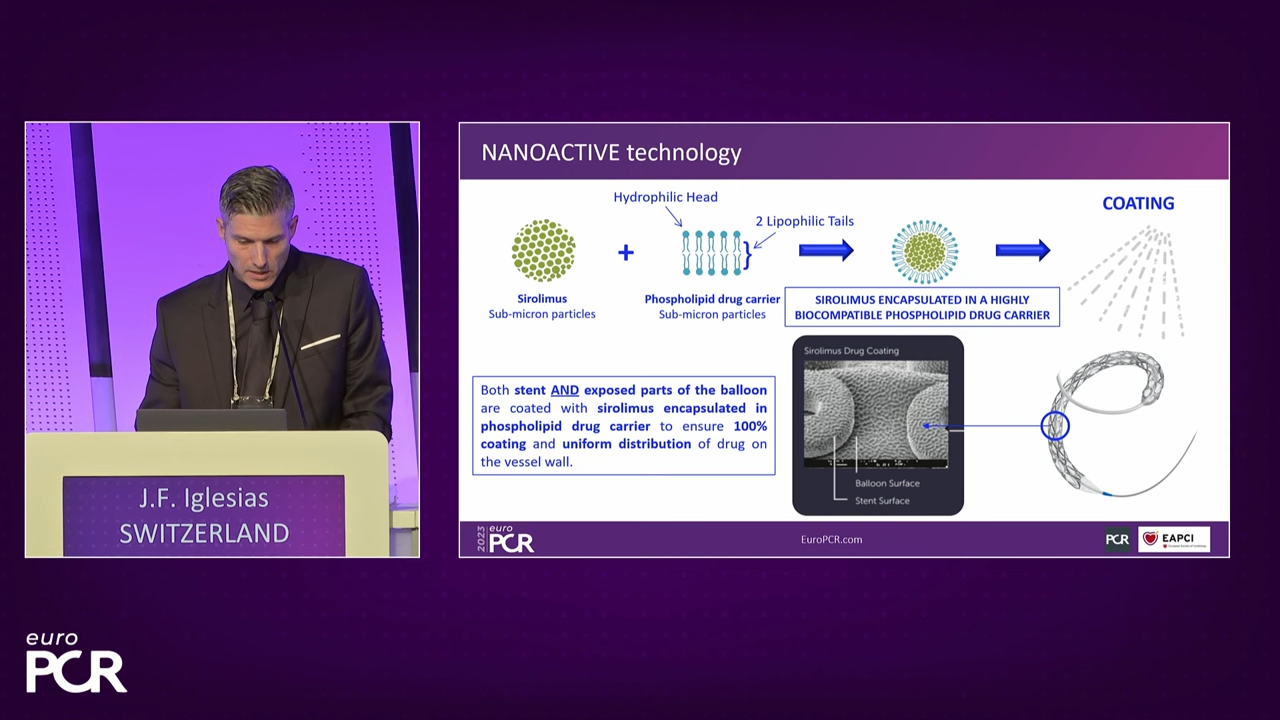 J.F. Iglesias
SWITZERLAND
euro
PCR
NANOACTIVE technology
Hydrophilic Head
2 Lipophilic Tails
COATING
+
Sirolimus
Sub-micron particles
Phospholipid drug carrier
Sub-micron particles
SIROLIMUS ENCAPSULATED IN A HIGHLY
BIOCOMPATIBLE PHOSPHOLIPID DRUG CARRIER
Both stent AND exposed parts of the balloon
are coated with sirolimus encapsulated in
phospholipid drug carrier to ensure 100%
coating and uniform distribution of drug on
the vessel wall.
Sirolimus Drug Coating
Balloon Surface
Stent Surface
2023
euro
PCR
EuroPCR.com
PCR
EAPCI